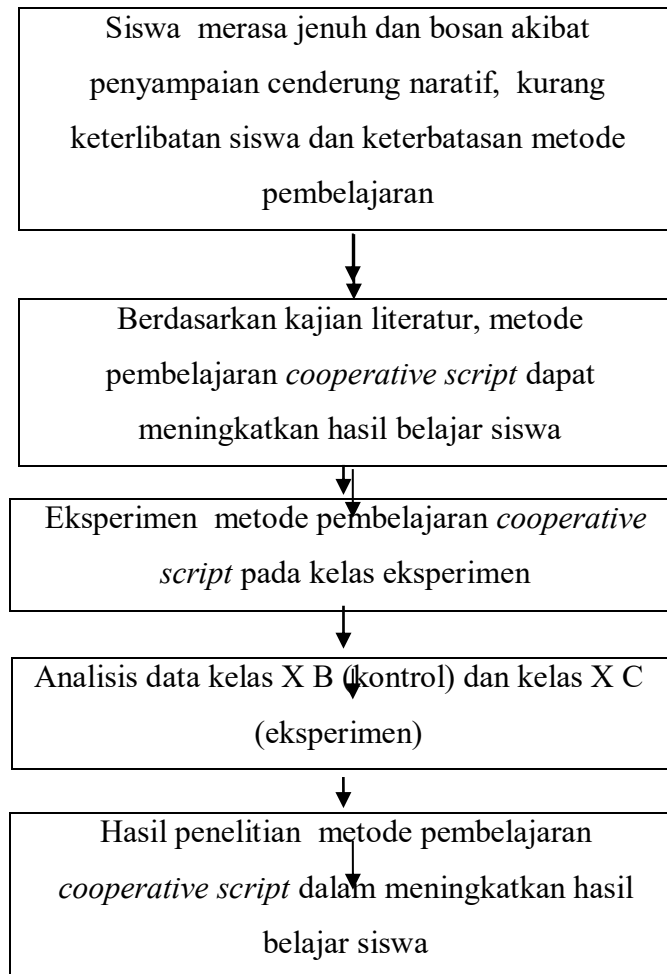 Siswa merasa jenuh dan bosan akibat
penyampaian cenderung naratif, kurang
keterlibatan siswa dan keterbatasan metode
pembelajaran
Berdasarkan kajian literatur, metode
pembelajaran cooperative script dapat
meningkatkan hasil belajar siswa
Eksperimen metode pembelajaran cooperative
script pada kelas eksperimen
Analisis data kelas X B (kontrol) dan kelas X C
(eksperimen)
Hasil penelitian metode pembelajaran
cooperative script dalam meningkatkan hasil
belajar siswa